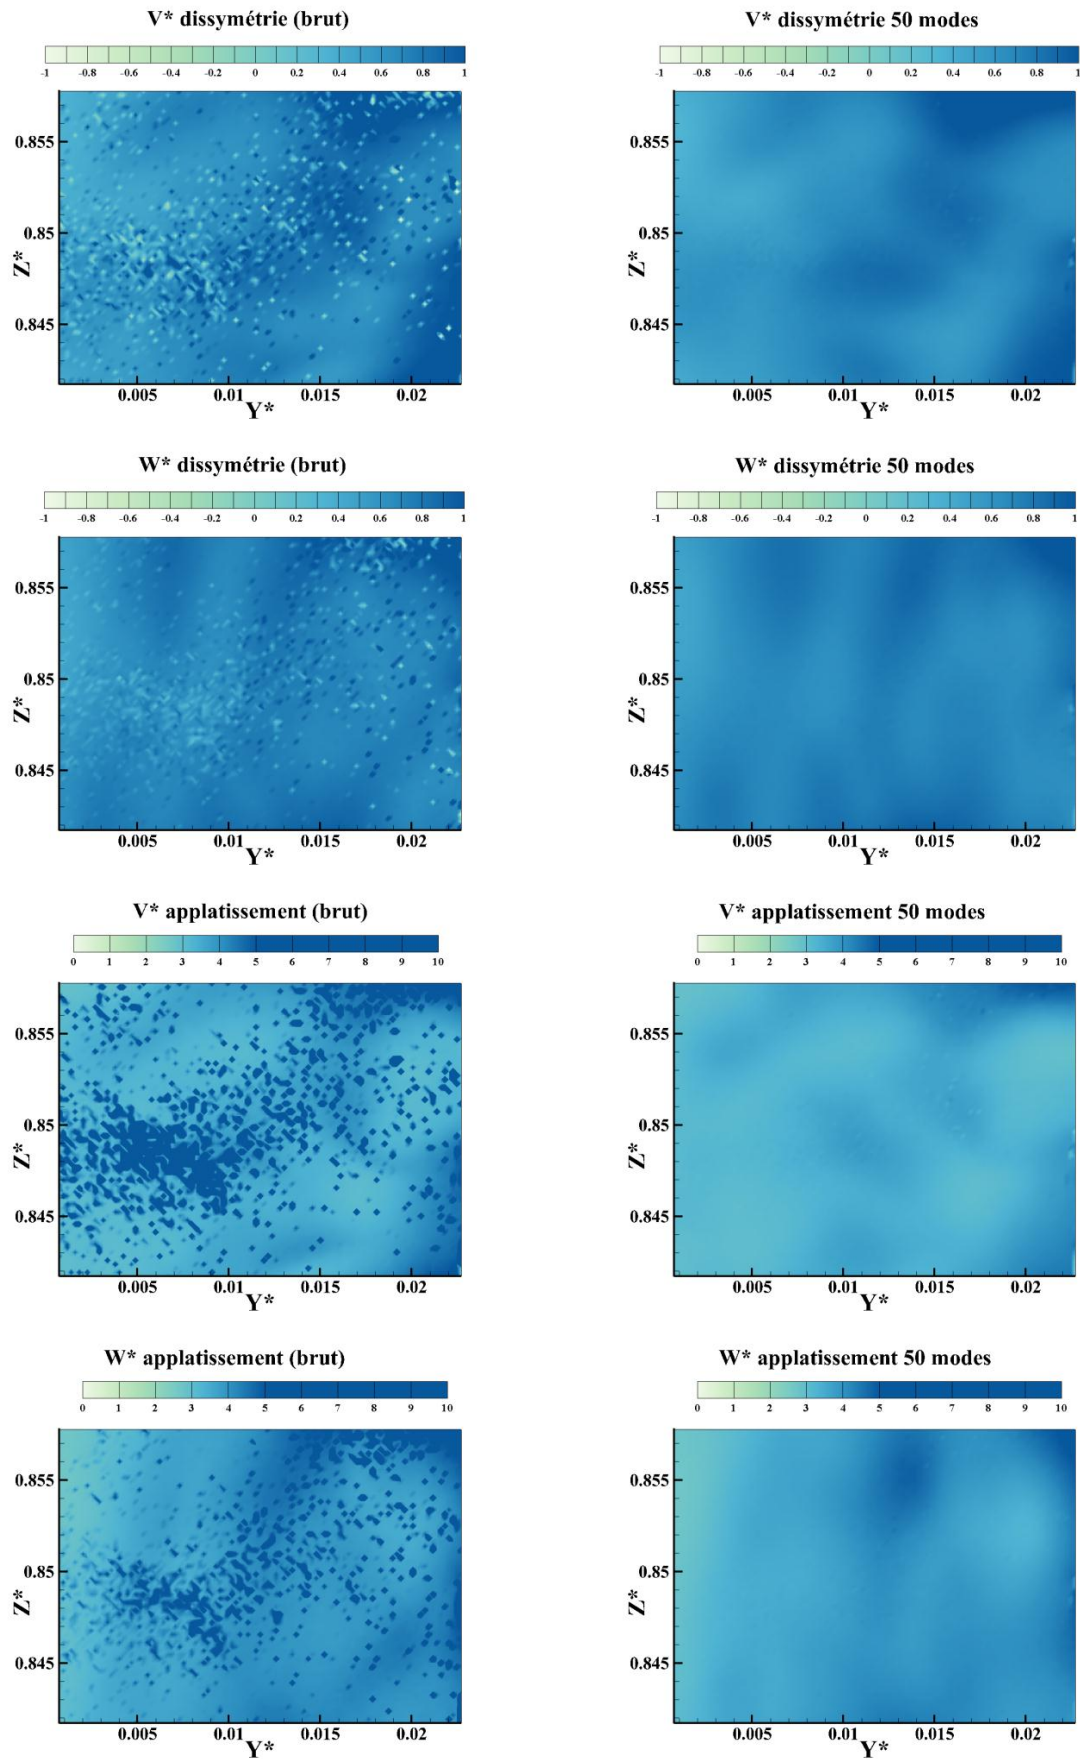 V* dissymétrie (brut)
-1 -0.8 -0.6 -0.4 -0.2 0 0.2 0.4 0.6 0.8 1
0.855
0.85
0.845
Z*
0.005 0.01 0.015 0.02
Y*
V* dissymétrie 50 modes
-1 -0.8 -0.6 -0.4 -0.2 0 0.2 0.4 0.6 0.8 1
0.855
0.85
0.845
Z*
0.005 0.01 0.015 0.02
Y*
W* dissymétrie (brut)
-1 -0.8 -0.6 -0.4 -0.2 0 0.2 0.4 0.6 0.8 1
0.855
0.85
0.845
Z*
0.005 0.01 0.015 0.02
Y*
W* dissymétrie 50 modes
-1 -0.8 -0.6 -0.4 -0.2 0 0.2 0.4 0.6 0.8 1
0.855
0.85
0.845
Z*
0.005 0.01 0.015 0.02
Y*
V* applatissement (brut)
0 1 2 3 4 5 6 7 8 9 10
0.855
0.85
0.845
Z*
0.005 0.01 0.015 0.02
Y*
V* applatissement 50 modes
0 1 2 3 4 5 6 7 8 9 10
0.855
0.85
0.845
Z*
0.005 0.01 0.015 0.02
Y*
W* applatissement (brut)
0 1 2 3 4 5 6 7 8 9 10
0.855
0.85
0.845
Z*
0.005 0.01 0.015 0.02
Y*
W* applatissement 50 modes
0 1 2 3 4 5 6 7 8 9 10
0.855
0.85
0.845
Z*
0.005 0.01 0.015 0.02
Y*